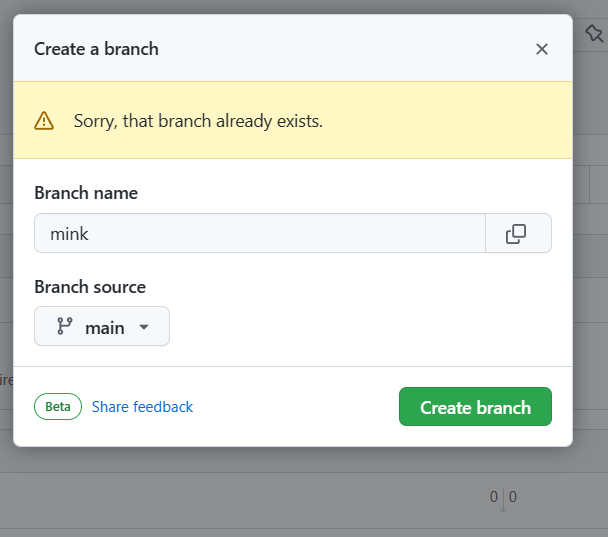 Create a branch
Sorry, that branch already exists.
Branch name
mink
Branch source
main
Beta Share feedback
Create branch
0 0